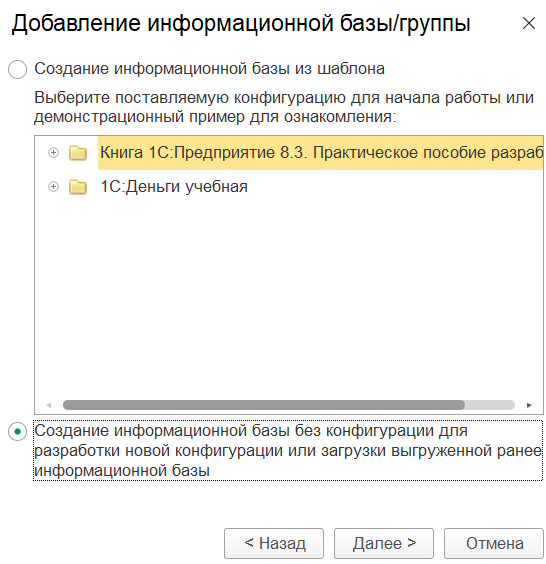 Добавление информационной базы/группы
Создание информационной базы из шаблона
Выберите поставляемую конфигурацию для начала работы или
демонстрационный пример для ознакомления:
Книга 1С:Предприятие 8.3. Практическое пособие разраб
1С:Деньги учебная
Создание информационной базы без конфигурации для
разработки новой конфигурации или загрузки выгруженной ранее
информационной базы
< Назад
Далее >
Отмена